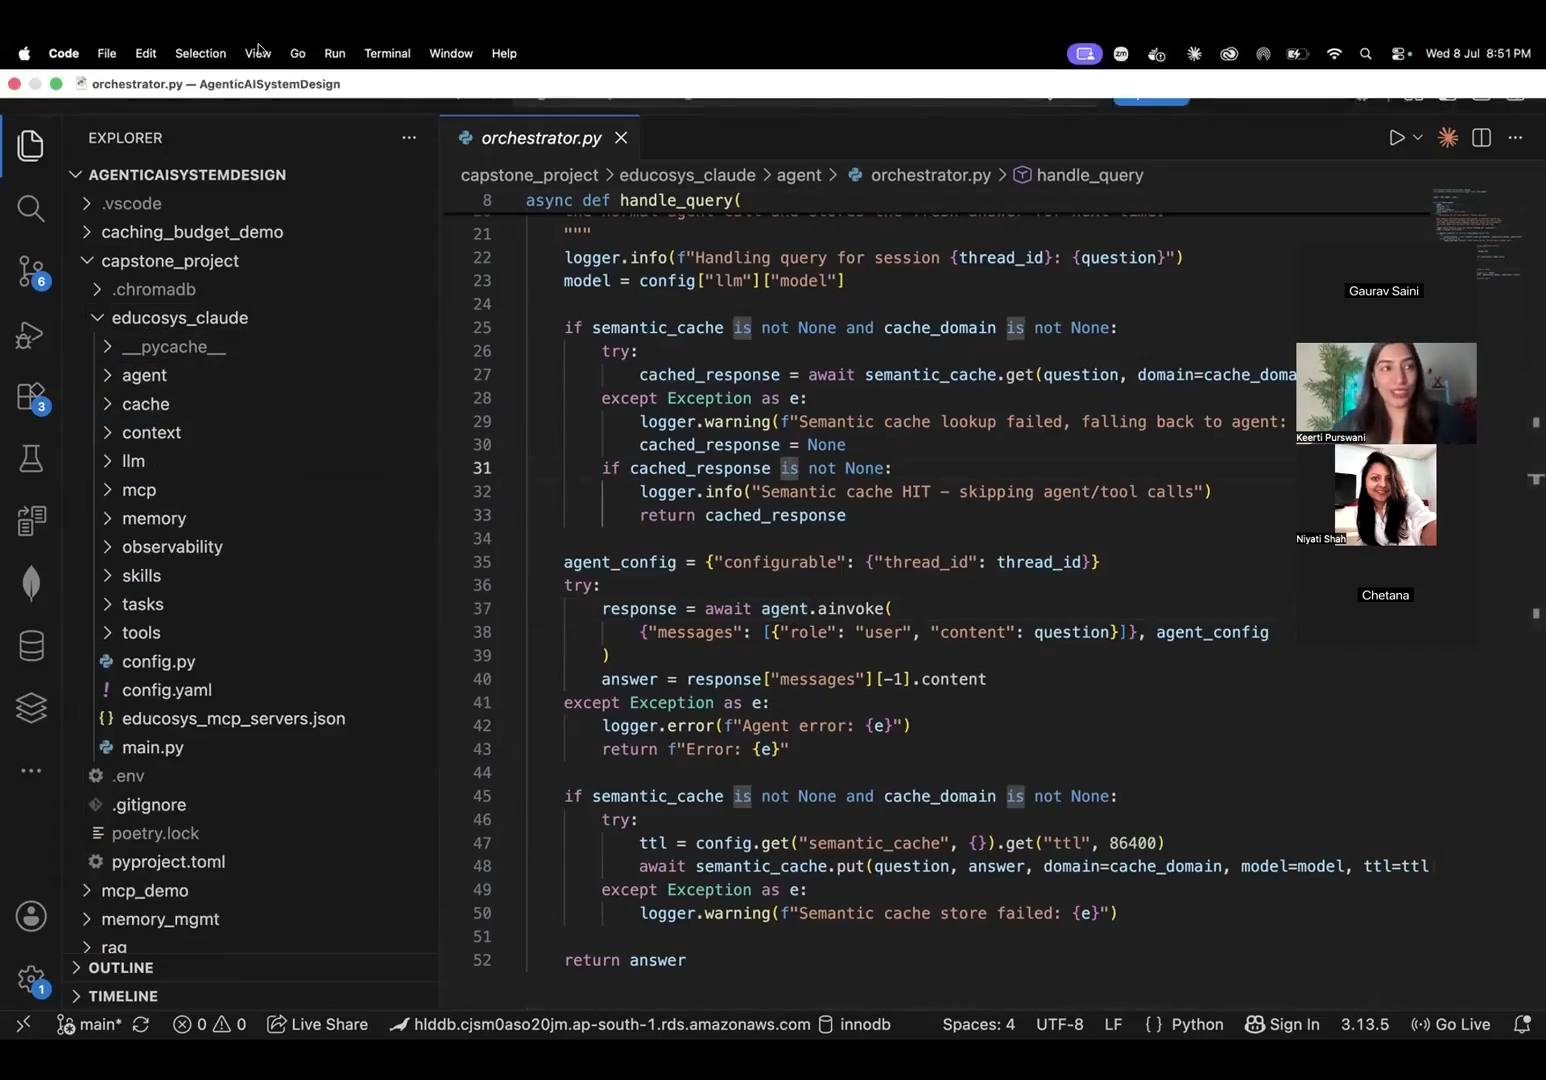 Code File Edit Selection View Go Run Terminal Window Help
zm
Wed 8 Jul 8:51 PM
orchestrator.py — AgenticAISystemDesign
EXPLORER
AGENTICAISYSTEMDESIGN
.vscode
caching_budget_demo
capstone_project
.chromadb
educosys_claude
__pycache__
agent
cache
context
llm
mcp
memory
observability
skills
tasks
tools
config.py
! config.yaml
{} educosys_mcp_servers.json
main.py
.env
.gitignore
poetry.lock
pyproject.toml
mcp_demo
memory_mgmt
rag
OUTLINE
TIMELINE
6
3
1
orchestrator.py
capstone_project > educosys_claude > agent > orchestrator.py > handle_query
8 async def handle_query(
21 """
22 logger.info(f"Handling query for session {thread_id}: {question}")
23 model = config["llm"]["model"]
24
25 if semantic_cache is not None and cache_domain is not None:
26 try:
27 cached_response = await semantic_cache.get(question, domain=cache_doma
28 except Exception as e:
29 logger.warning(f"Semantic cache lookup failed, falling back to agent:
30 cached_response = None
31 if cached_response is not None:
32 logger.info("Semantic cache HIT – skipping agent/tool calls")
33 return cached_response
34
35 agent_config = {"configurable": {"thread_id": thread_id}}
36 try:
37 response = await agent.ainvoke(
38 {"messages": [{"role": "user", "content": question}]}, agent_config
39 )
40 answer = response["messages"][-1].content
41 except Exception as e:
42 logger.error(f"Agent error: {e}")
43 return f"Error: {e}"
44
45 if semantic_cache is not None and cache_domain is not None:
46 try:
47 ttl = config.get("semantic_cache", {}).get("ttl", 86400)
48 await semantic_cache.put(question, answer, domain=cache_domain, model=model, ttl=ttl
49 except Exception as e:
50 logger.warning(f"Semantic cache store failed: {e}")
51
52 return answer
Gaurav Saini
Keerti Purswani
Niyati Shah
Chetana
main* 0 0 Live Share hlddb.cjsm0aso20jm.ap-south-1.rds.amazonaws.com innodb Spaces: 4 UTF-8 LF {} Python Sign In 3.13.5 Go Live